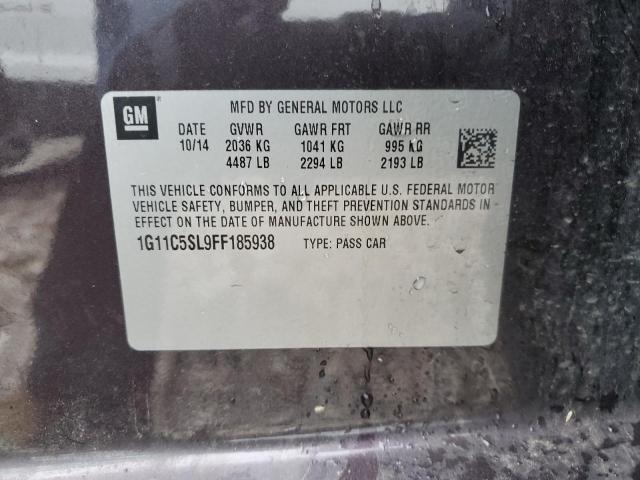 GM
MFD BY GENERAL MOTORS LLC
DATE GVWR GAWR FRT GAWR RR
10/14 2036 KG 1041 KG 995 KG
4487 LB 2294 LB 2193 LB
THIS VEHICLE CONFORMS TO ALL APPLICABLE U.S. FEDERAL MOTOR
VEHICLE SAFETY, BUMPER, AND THEFT PREVENTION STANDARDS IN
EFFECT ON THE DATE OF MANUFACTURE SHOWN ABOVE.
1G11C5SL9FF185938 TYPE: PASS CAR